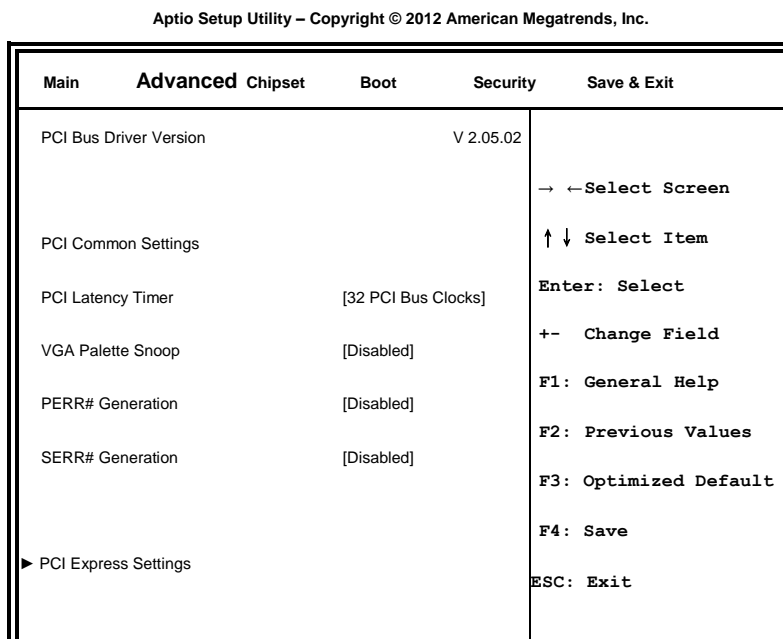 Aptio Setup Utility – Copyright © 2012 American Megatrends, Inc.
Main Advanced Chipset Boot Security Save & Exit
PCI Bus Driver Version V 2.05.02
→ ←Select Screen
PCI Common Settings
↑↓ Select Item
Enter: Select
PCI Latency Timer [32 PCI Bus Clocks]
+- Change Field
VGA Palette Snoop [Disabled]
F1: General Help
PERR# Generation [Disabled]
F2: Previous Values
SERR# Generation [Disabled]
F3: Optimized Default
F4: Save
► PCI Express Settings
ESC: Exit